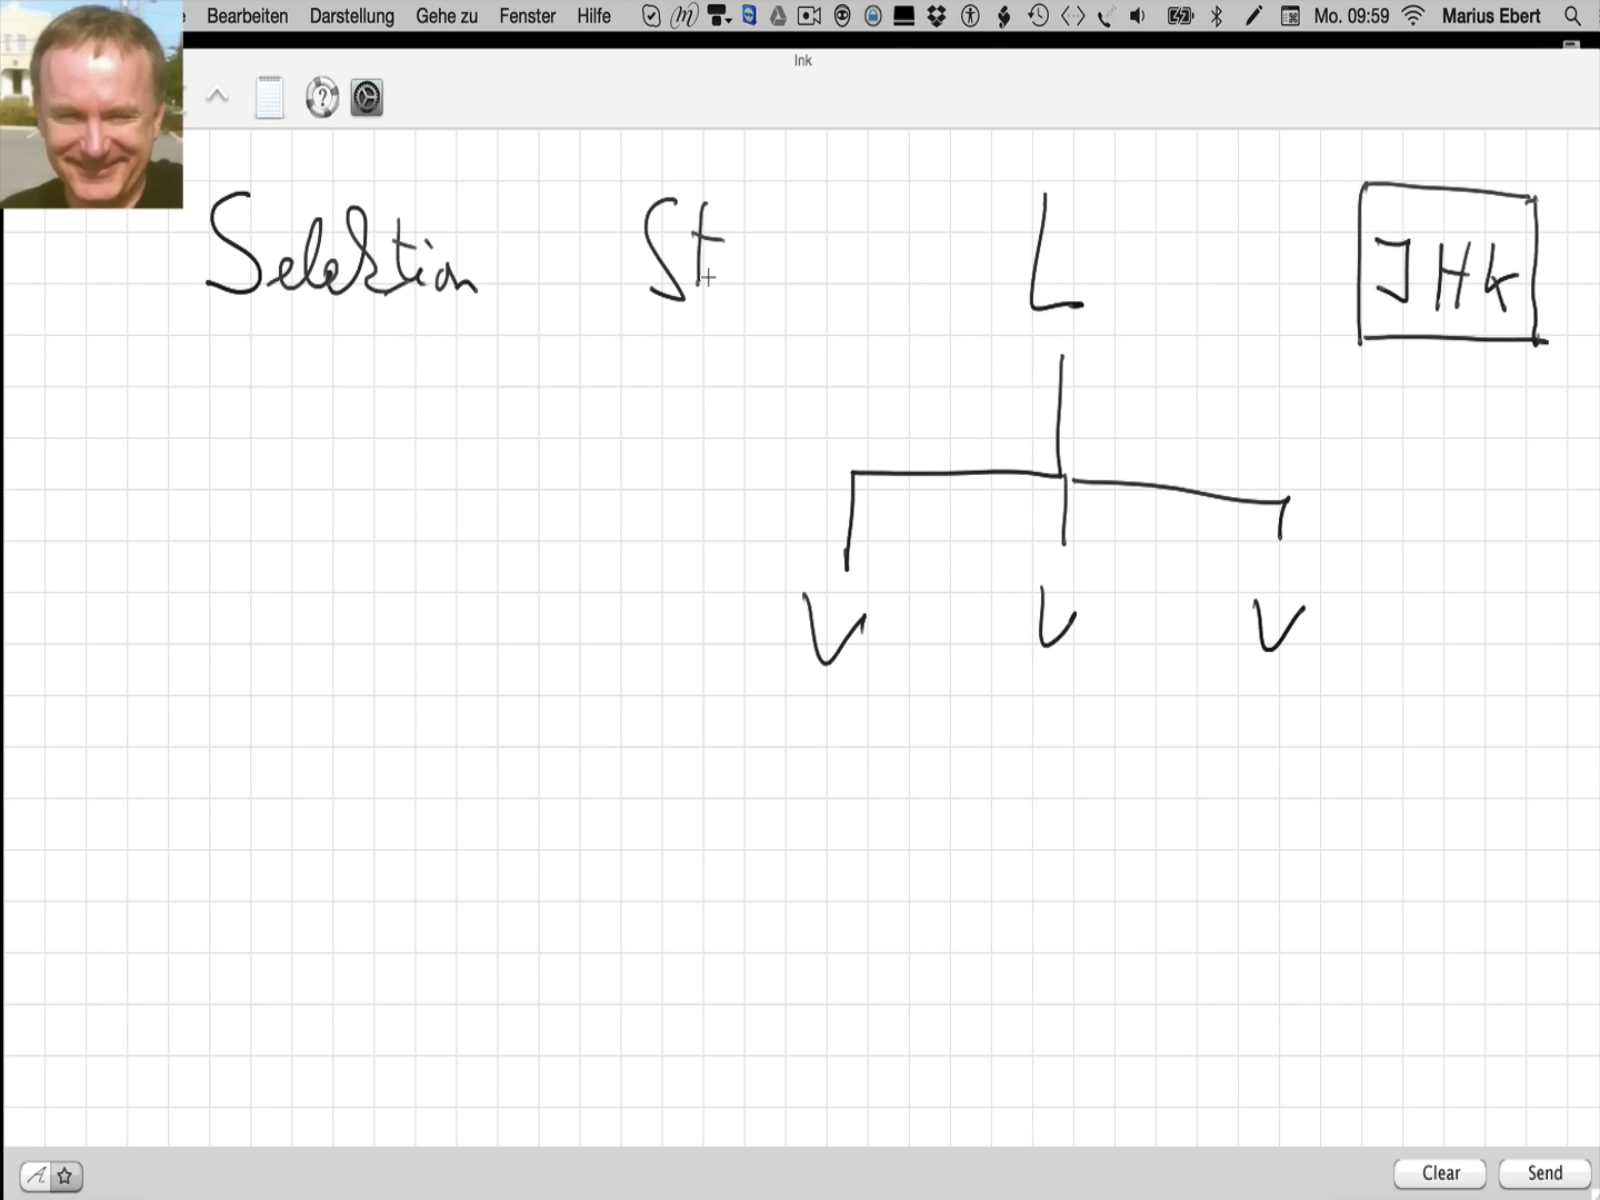 Bearbeiten Darstellung Gehe zu Fenster Hilfe Mo. 09:59 Marius Ebert
Ink
Selektion St L IHK
V V V
Clear Send